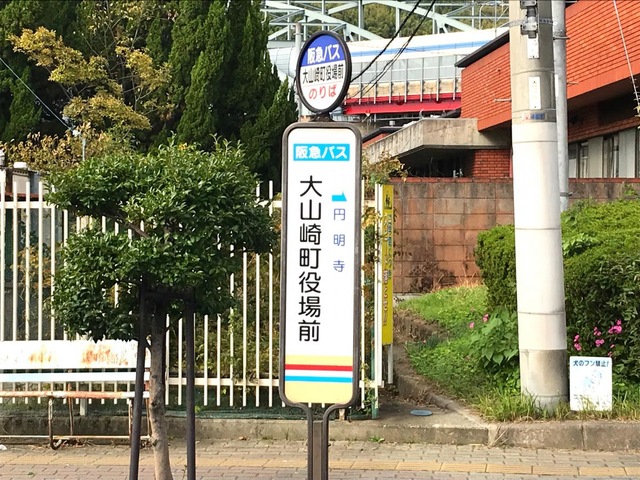 阪急バス
大山崎町役場前
のりば
阪急バス
円明寺
大山崎町役場前
犬のフン禁止!